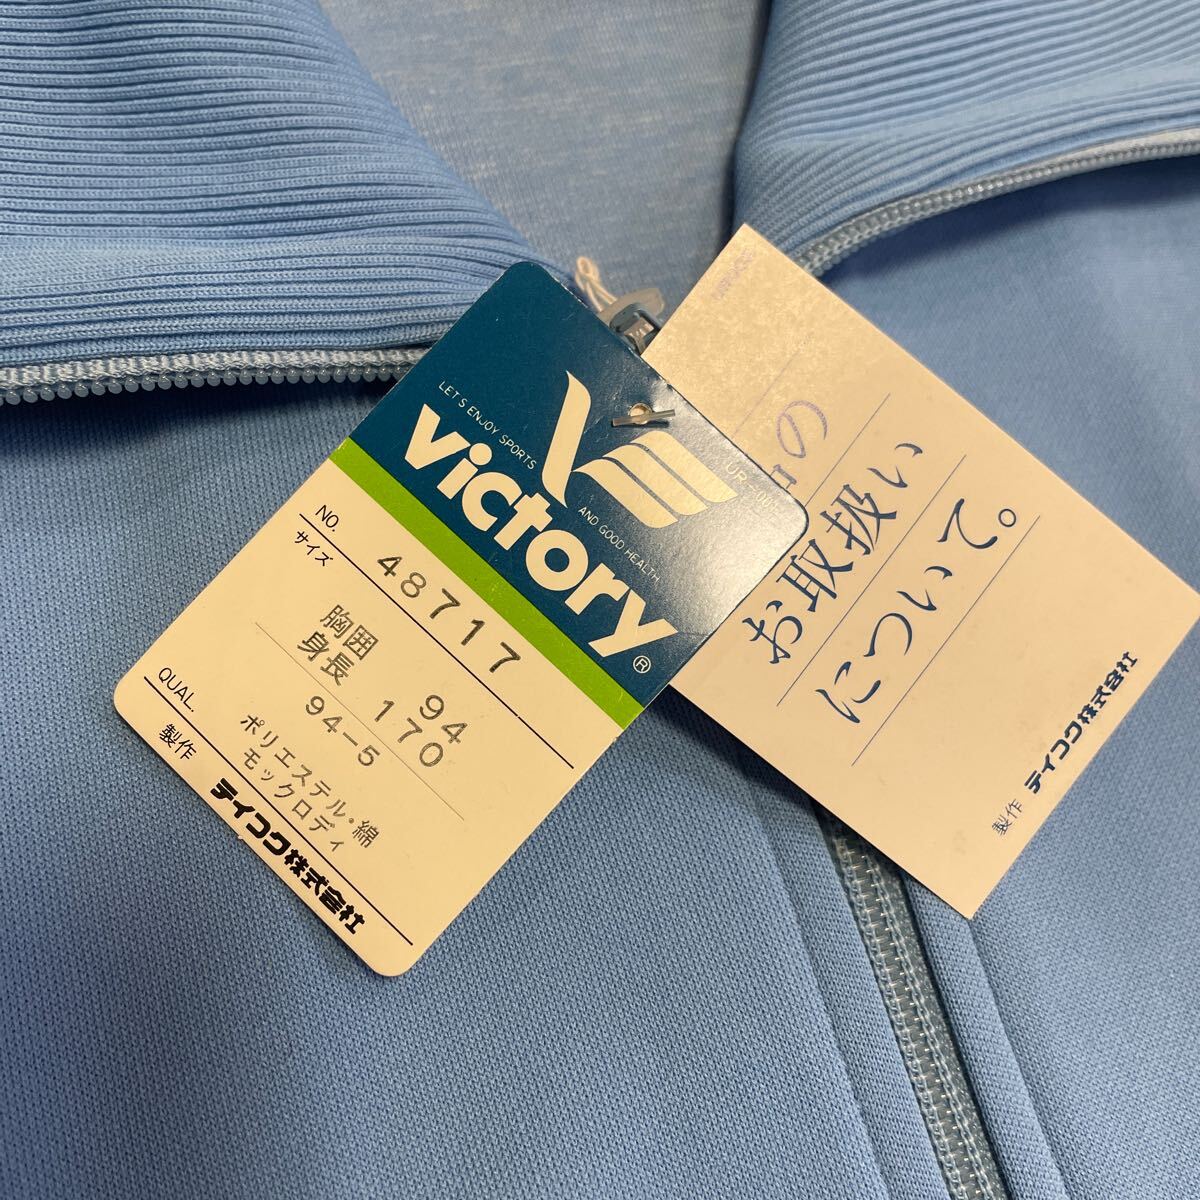 LET'S ENJOY SPORTS
AND GOOD HEALTH
victory®
NO.
48717
サイズ
胸囲 94
身長 170
94-5
QUAL.
ポリエステル・綿
モックロディ
製作
テイコク株式会社
の
お取扱い
について。
製作 テイコク株式会社